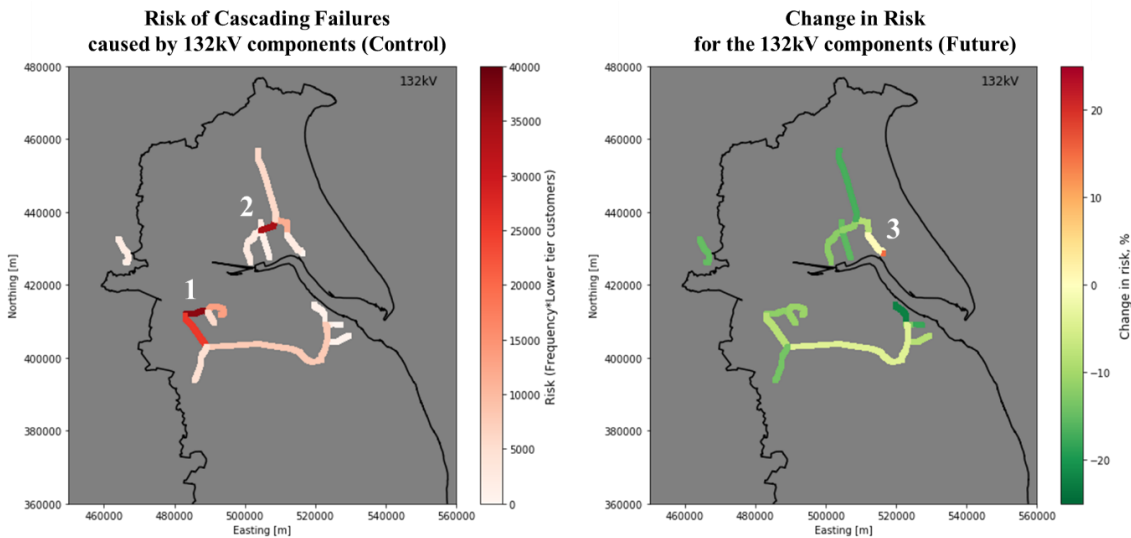 Risk of Cascading Failures
caused by 132kV components (Control)
480000
460000
440000
420000
400000
380000
360000
Northing [m]
132kV
2
1
460000 480000 500000 520000 540000 560000
Easting [m]
40000
35000
30000
25000
20000
15000
10000
5000
0
Risk (Frequency*Lower tier customers)
Change in Risk
for the 132kV components (Future)
480000
460000
440000
420000
400000
380000
360000
Northing [m]
132kV
3
460000 480000 500000 520000 540000 560000
Easting [m]
20
10
0
−10
−20
Change in risk, %